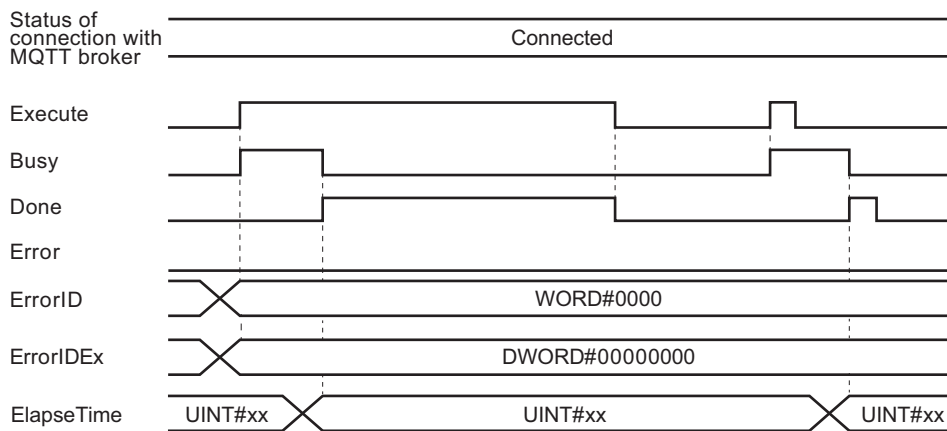 Status of
connection with
MQTT broker
Connected
Execute
Busy
Done
Error
ErrorID
WORD#0000
ErrorIDEx
DWORD#00000000
ElapseTime
UINT#xx
UINT#xx
UINT#xx